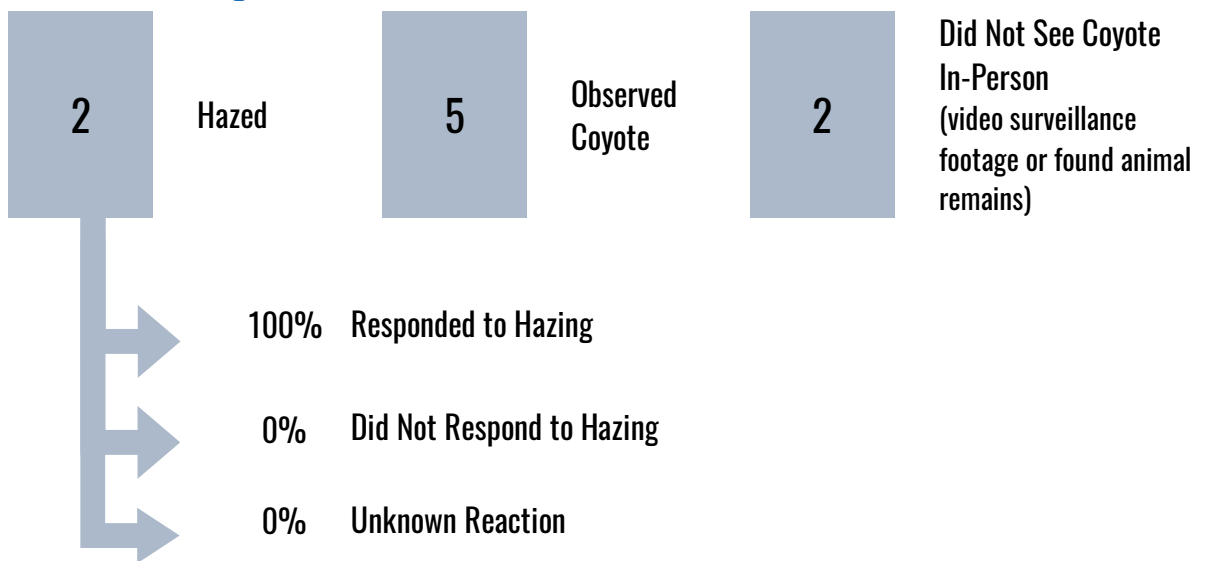 2
Hazed
5
Observed
Coyote
2
Did Not See Coyote
In-Person
(video surveillance
footage or found animal
remains)
100% Responded to Hazing
0% Did Not Respond to Hazing
0% Unknown Reaction